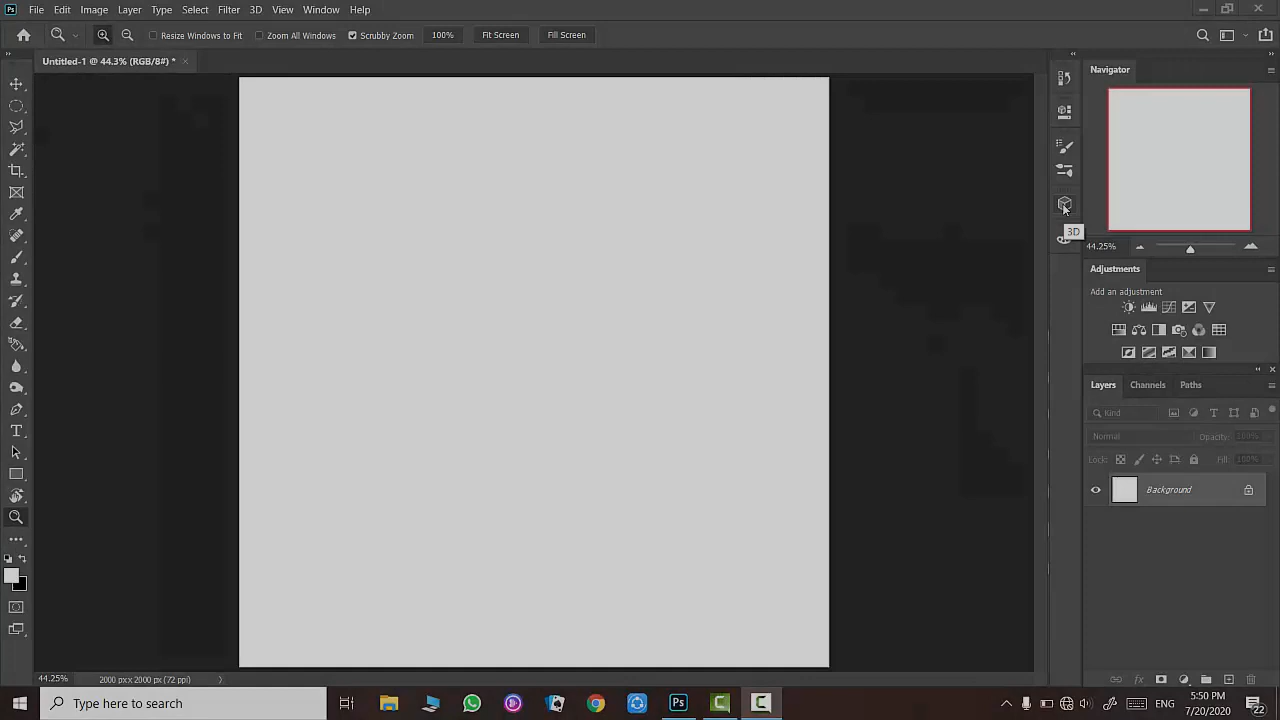 Ps File Edit Image Layer Type Select Filter 3D View Window Help
Resize Windows to Fit Zoom All Windows Scrubby Zoom 100% Fit Screen Fill Screen
Untitled-1 @ 44.3% (RGB/8#) *
Navigator
3D
44.25%
Adjustments
Add an adjustment
Layers Channels Paths
Kind
Normal Opacity: 100%
Lock: Fill: 100%
Background
44.25% 2000 px x 2000 px (72 ppi)
Type here to search
Ps
ENG
5:50 PM
7/20/2020
22